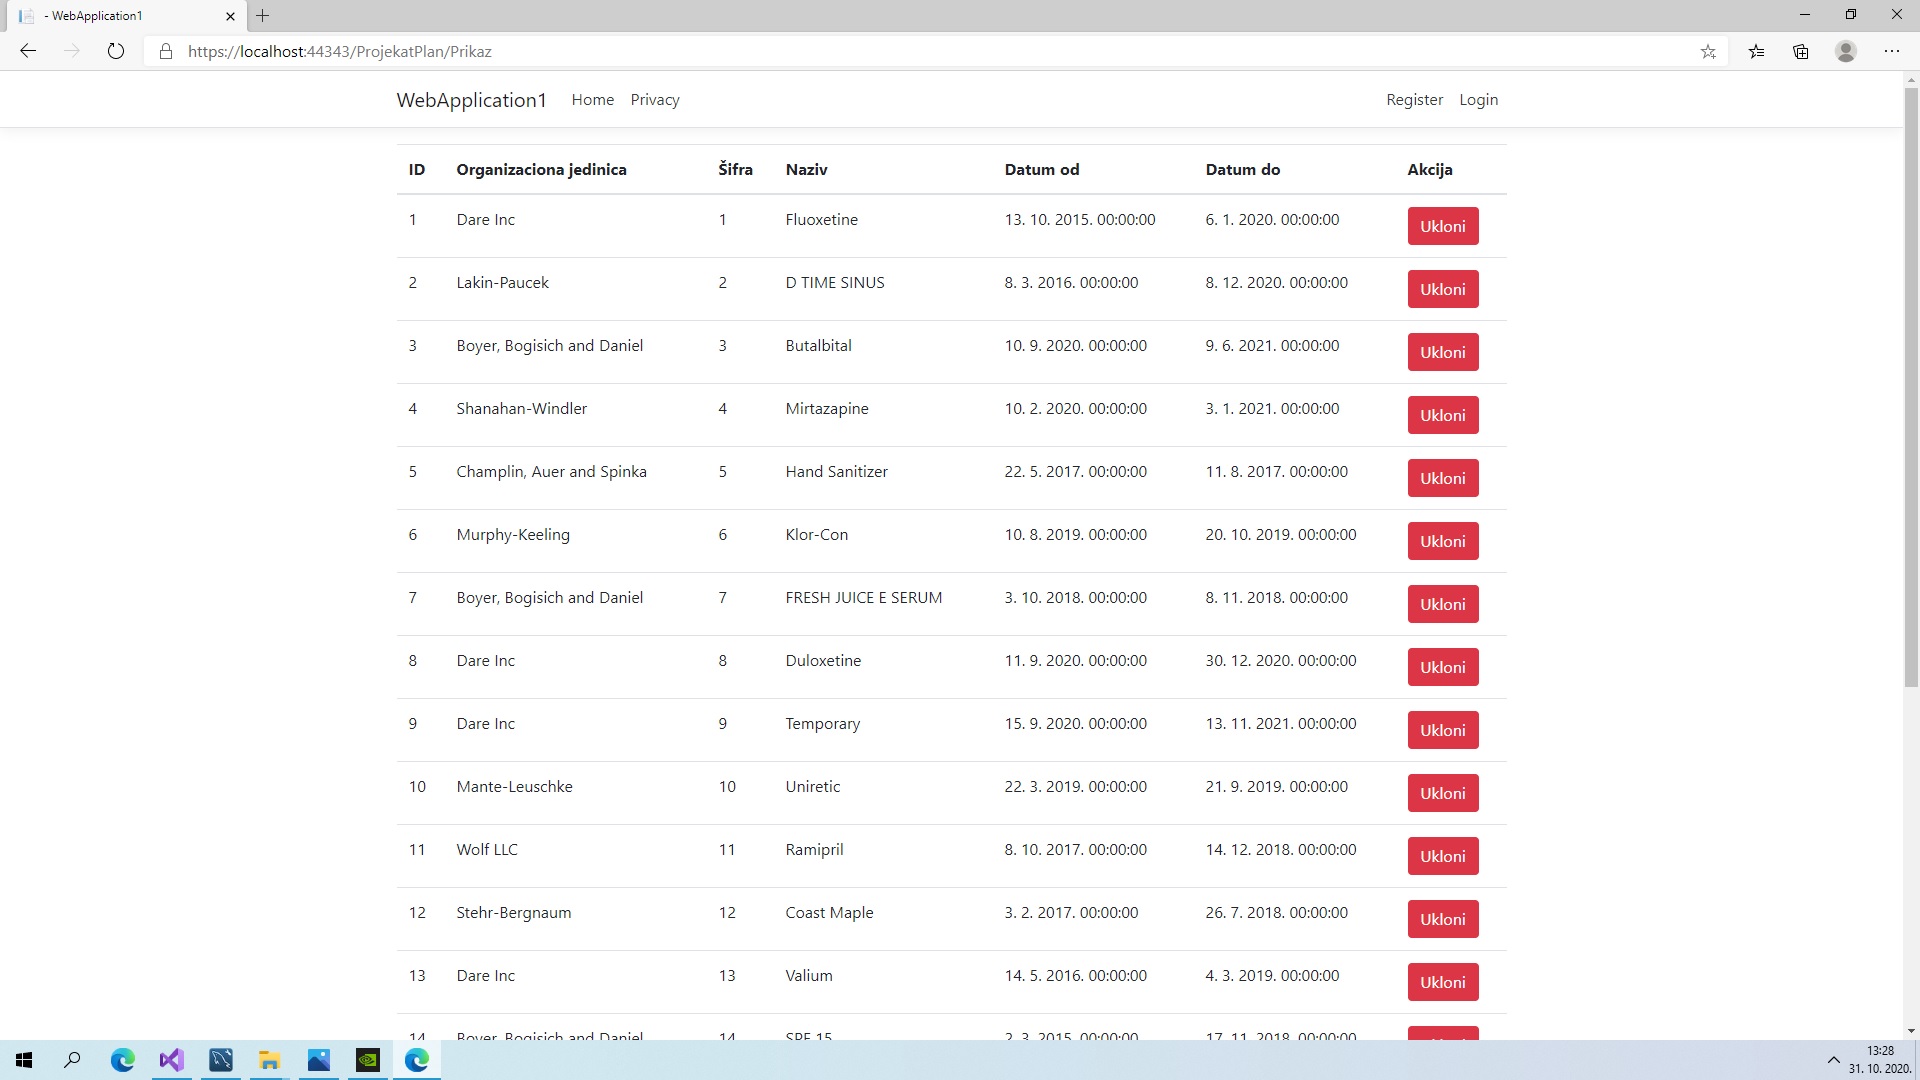 - WebApplication1
https://localhost:44343/ProjekatPlan/Prikaz
WebApplication1 Home Privacy Register Login
ID Organizaciona jedinica Šifra Naziv Datum od Datum do Akcija
1 Dare Inc 1 Fluoxetine 13. 10. 2015. 00:00:00 6. 1. 2020. 00:00:00 Ukloni
2 Lakin-Paucek 2 D TIME SINUS 8. 3. 2016. 00:00:00 8. 12. 2020. 00:00:00 Ukloni
3 Boyer, Bogisich and Daniel 3 Butalbital 10. 9. 2020. 00:00:00 9. 6. 2021. 00:00:00 Ukloni
4 Shanahan-Windler 4 Mirtazapine 10. 2. 2020. 00:00:00 3. 1. 2021. 00:00:00 Ukloni
5 Champlin, Auer and Spinka 5 Hand Sanitizer 22. 5. 2017. 00:00:00 11. 8. 2017. 00:00:00 Ukloni
6 Murphy-Keeling 6 Klor-Con 10. 8. 2019. 00:00:00 20. 10. 2019. 00:00:00 Ukloni
7 Boyer, Bogisich and Daniel 7 FRESH JUICE E SERUM 3. 10. 2018. 00:00:00 8. 11. 2018. 00:00:00 Ukloni
8 Dare Inc 8 Duloxetine 11. 9. 2020. 00:00:00 30. 12. 2020. 00:00:00 Ukloni
9 Dare Inc 9 Temporary 15. 9. 2020. 00:00:00 13. 11. 2021. 00:00:00 Ukloni
10 Mante-Leuschke 10 Uniretic 22. 3. 2019. 00:00:00 21. 9. 2019. 00:00:00 Ukloni
11 Wolf LLC 11 Ramipril 8. 10. 2017. 00:00:00 14. 12. 2018. 00:00:00 Ukloni
12 Stehr-Bergnaum 12 Coast Maple 3. 2. 2017. 00:00:00 26. 7. 2018. 00:00:00 Ukloni
13 Dare Inc 13 Valium 14. 5. 2016. 00:00:00 4. 3. 2019. 00:00:00 Ukloni
14 Boyer, Bogisich and Daniel 14 SPF 15 2. 3. 2015. 00:00:00 17. 11. 2018. 00:00:00
13:28
31. 10. 2020.